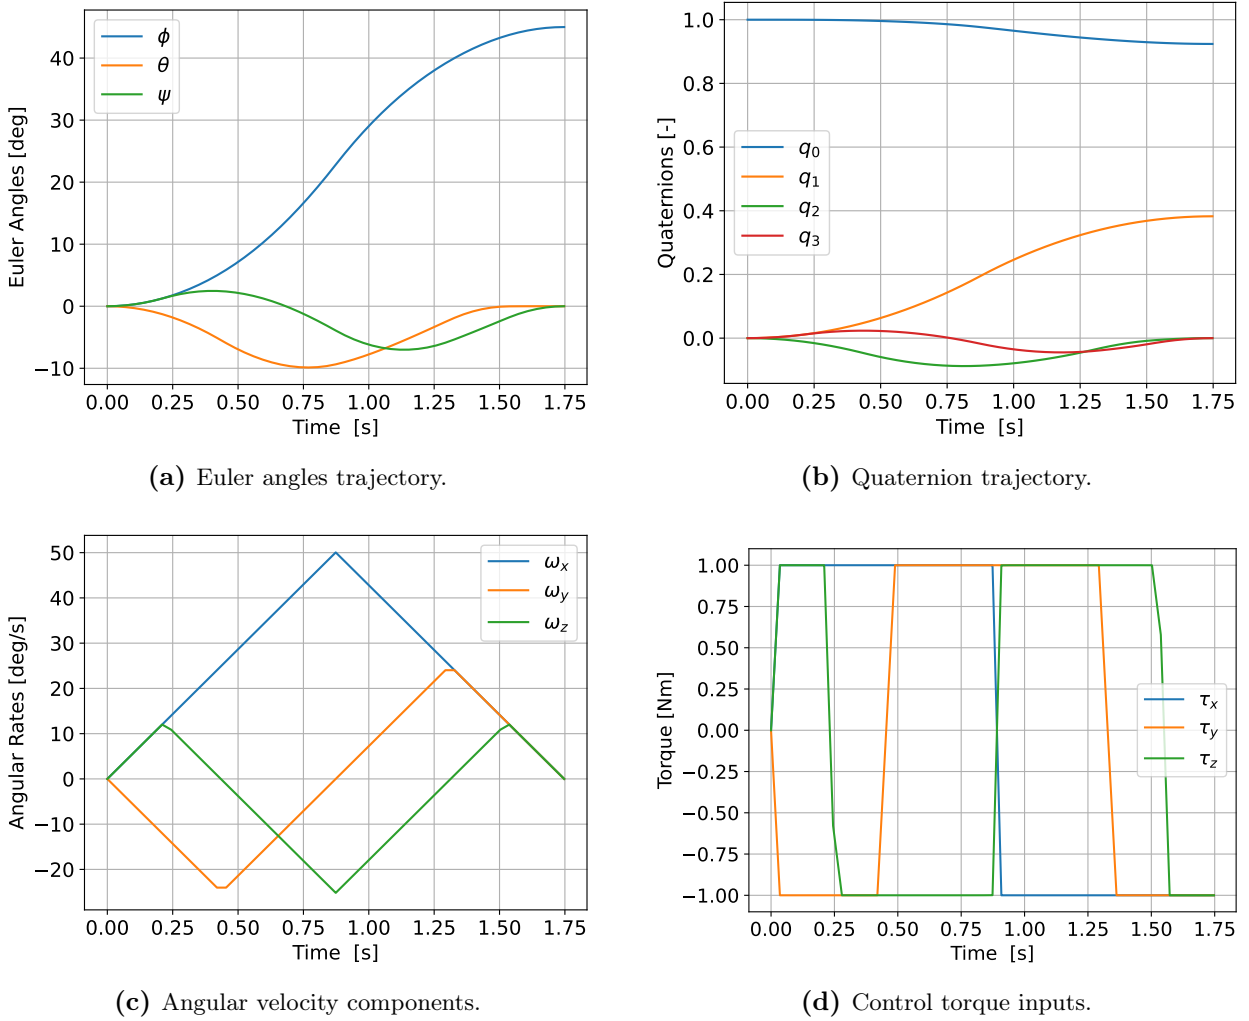 ϕ
θ
ψ
40
30
20
10
0
−10
Euler Angles [deg]
0.00 0.25 0.50 0.75 1.00 1.25 1.50 1.75
Time [s]
(a) Euler angles trajectory.
1.0
0.8
0.6
0.4
0.2
0.0
Quaternions [-]
q0
q1
q2
q3
0.00 0.25 0.50 0.75 1.00 1.25 1.50 1.75
Time [s]
(b) Quaternion trajectory.
50
40
30
20
10
0
−10
−20
Angular Rates [deg/s]
ωx
ωy
ωz
0.00 0.25 0.50 0.75 1.00 1.25 1.50 1.75
Time [s]
(c) Angular velocity components.
1.00
0.75
0.50
0.25
0.00
−0.25
−0.50
−0.75
−1.00
Torque [Nm]
τx
τy
τz
0.00 0.25 0.50 0.75 1.00 1.25 1.50 1.75
Time [s]
(d) Control torque inputs.